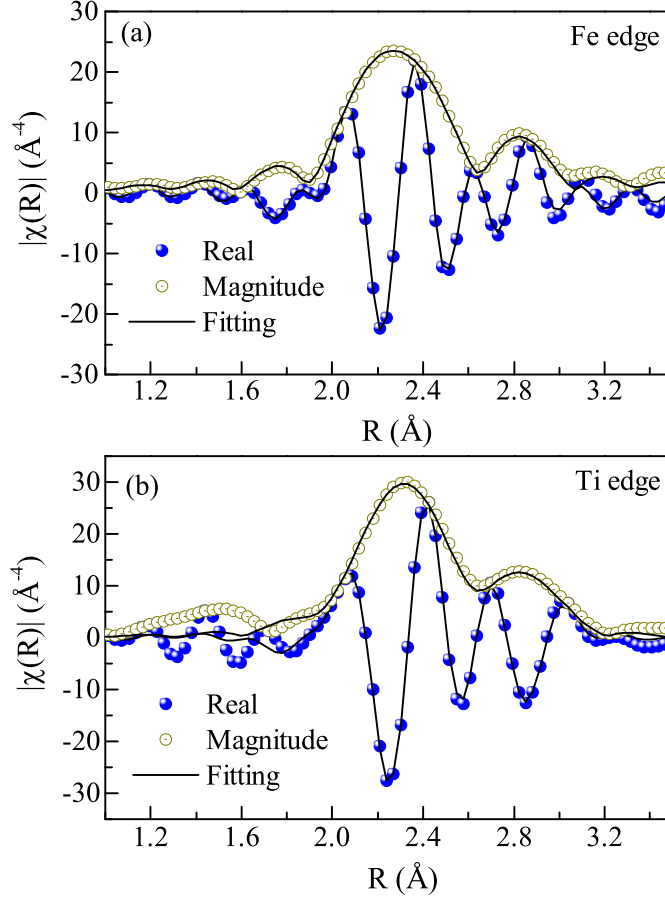 (a)
Fe edge
30
20
10
0
-10
-20
-30
|χ(R)| (Å⁻⁴)
Real
Magnitude
Fitting
1.2 1.6 2.0 2.4 2.8 3.2
R (Å)
(b)
Ti edge
30
20
10
0
-10
-20
-30
|χ(R)| (Å⁻⁴)
Real
Magnitude
Fitting
1.2 1.6 2.0 2.4 2.8 3.2
R (Å)